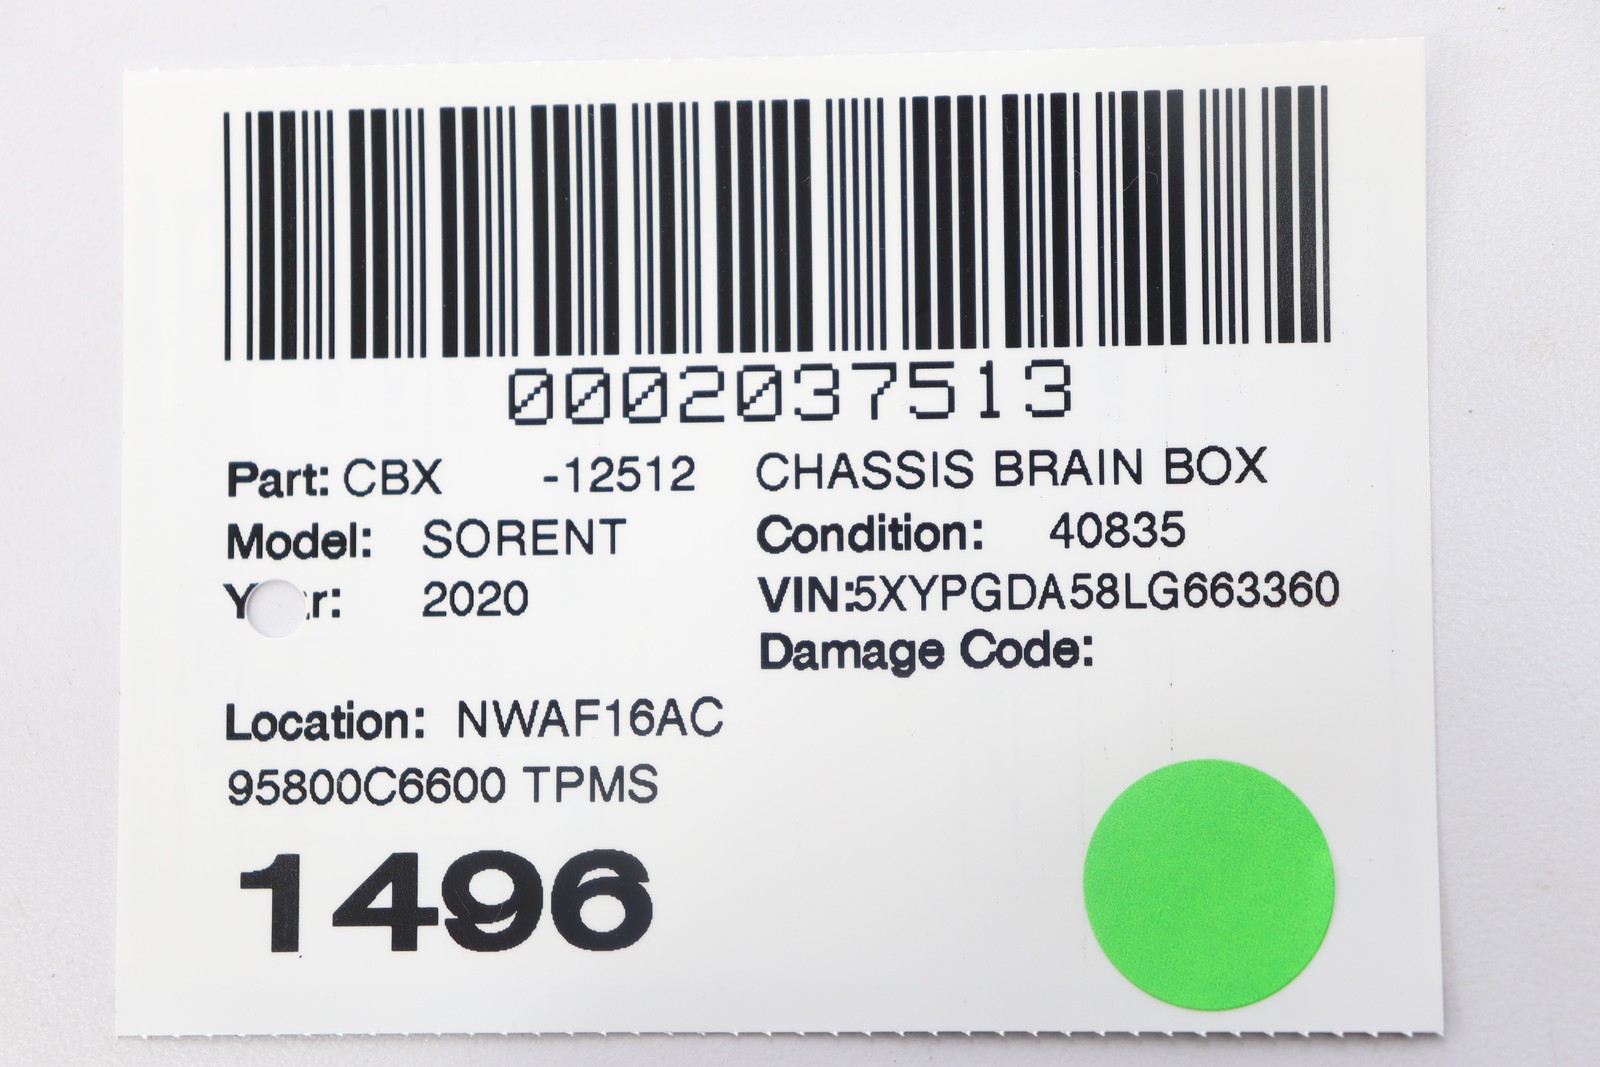 0002037513
Part: CBX -12512 CHASSIS BRAIN BOX
Model: SORENT Condition: 40835
2020 VIN:5XYPGDA58LG663360
Damage Code:
Location: NWAF16AC
95800C6600 TPMS
1496